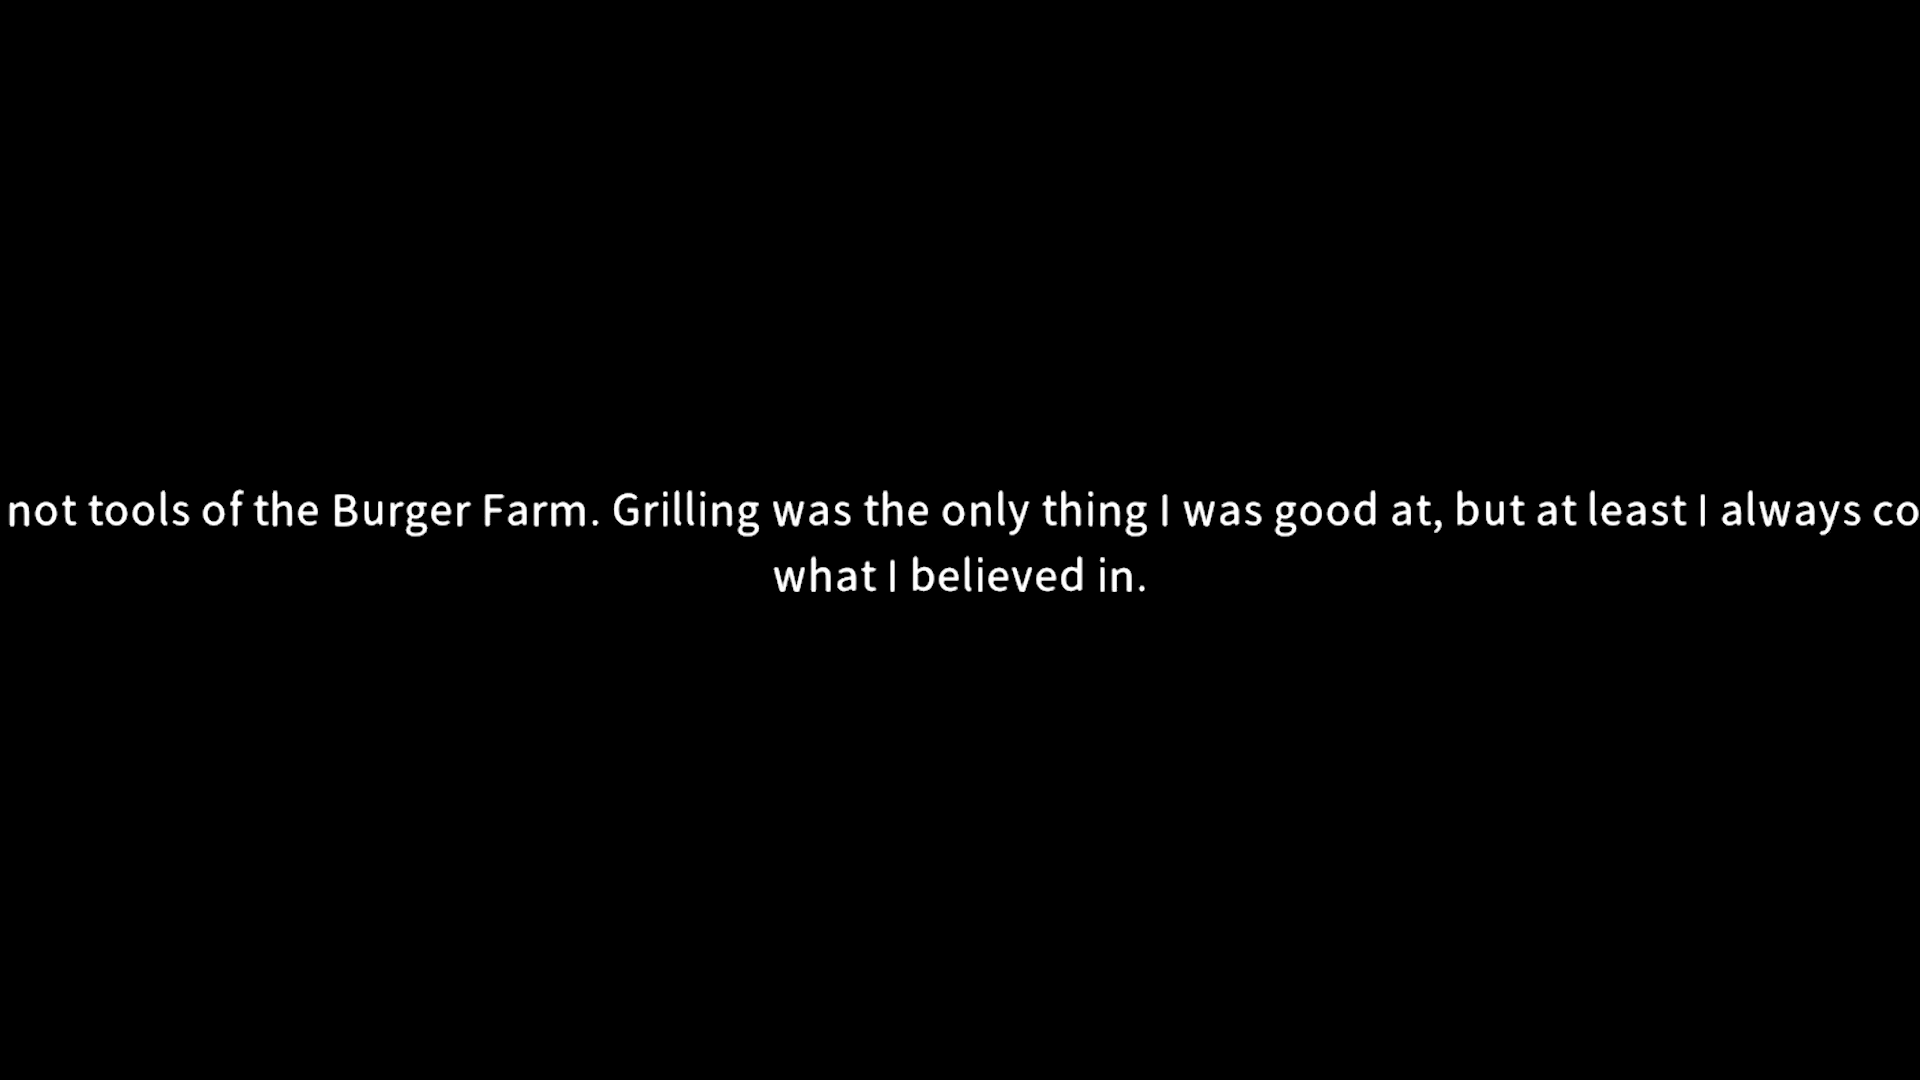 not tools of the Burger Farm. Grilling was the only thing I was good at, but at least I always co
what I believed in.